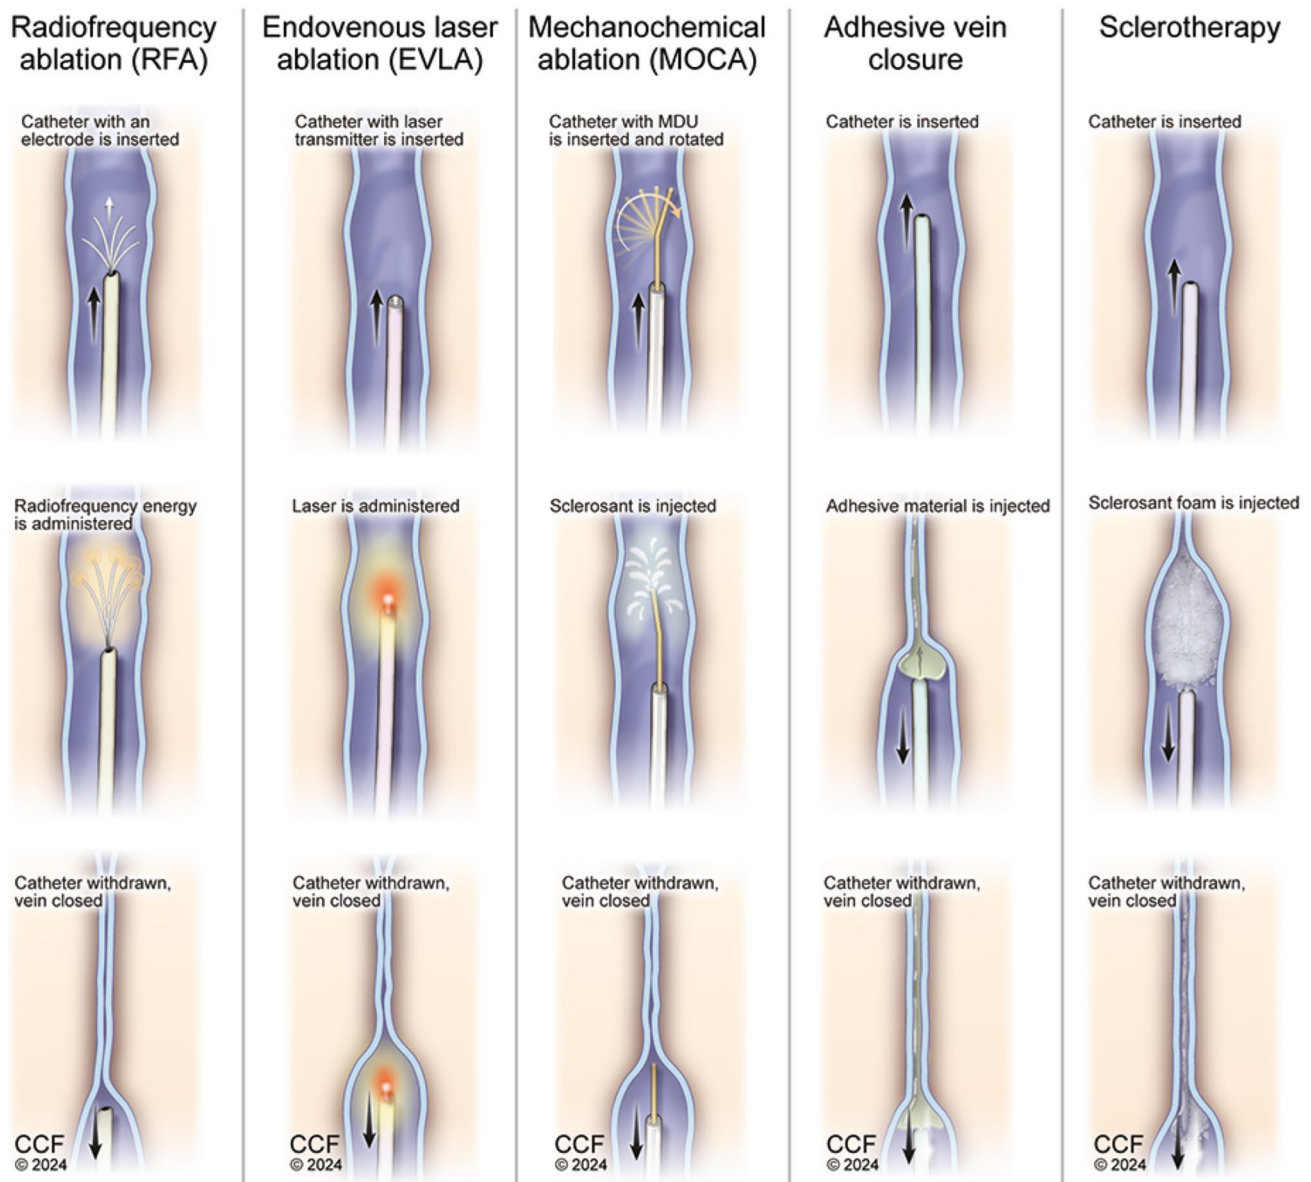 Radiofrequency
ablation (RFA)
Endovenous laser
ablation (EVLA)
Mechanochemical
ablation (MOCA)
Adhesive vein
closure
Sclerotherapy
Catheter with an
electrode is inserted
Catheter with laser
transmitter is inserted
Catheter with MDU
is inserted and rotated
Catheter is inserted
Catheter is inserted
Radiofrequency energy
is administered
Laser is administered
Sclerosant is injected
Adhesive material is injected
Sclerosant foam is injected
Catheter withdrawn,
vein closed
Catheter withdrawn,
vein closed
Catheter withdrawn,
vein closed
Catheter withdrawn,
vein closed
Catheter withdrawn,
vein closed
CCF
© 2024
CCF
© 2024
CCF
© 2024
CCF
© 2024
CCF
© 2024